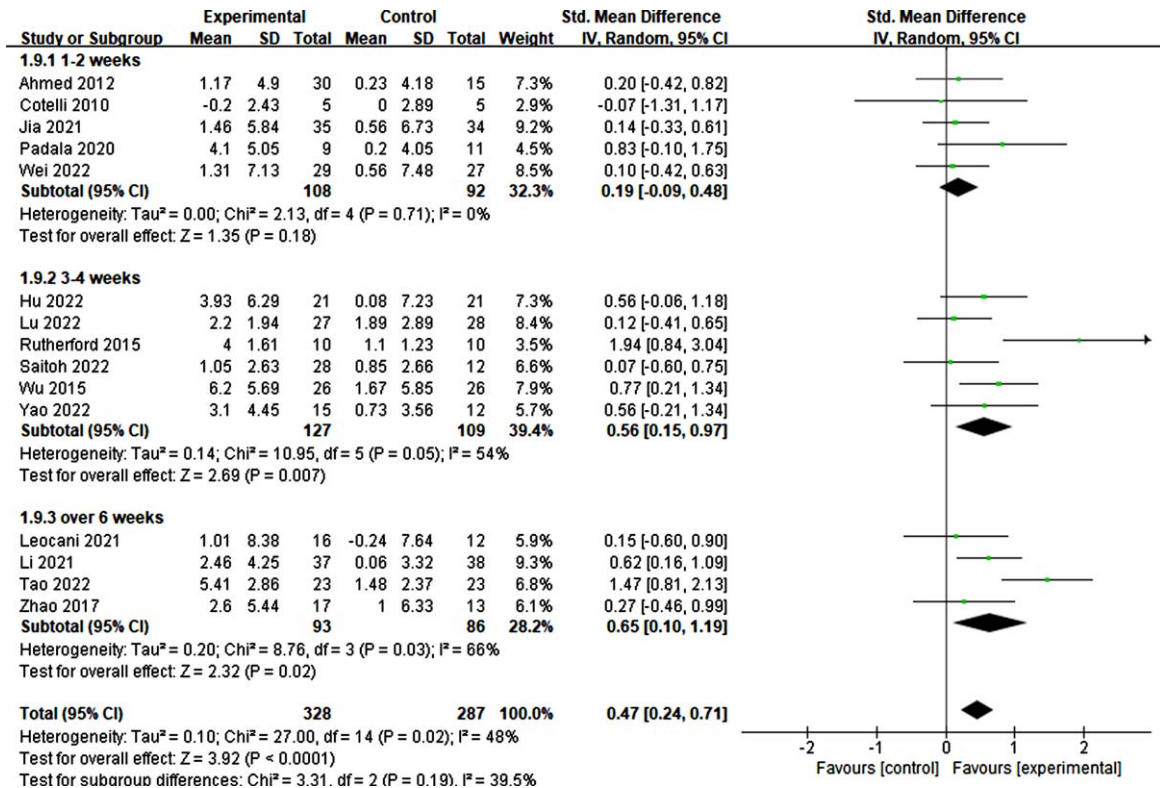 Experimental Control Std. Mean Difference Std. Mean Difference
Study or Subgroup Mean SD Total Mean SD Total Weight IV, Random, 95% CI IV, Random, 95% CI
1.9.1 1-2 weeks
Ahmed 2012 1.17 4.9 30 0.23 4.18 15 7.3% 0.20 [-0.42, 0.82]
Cotelli 2010 -0.2 2.43 5 0 2.89 5 2.9% -0.07 [-1.31, 1.17]
Jia 2021 1.46 5.84 35 0.56 6.73 34 9.2% 0.14 [-0.33, 0.61]
Padala 2020 4.1 5.05 9 0.2 4.05 11 4.5% 0.83 [-0.10, 1.75]
Wei 2022 1.31 7.13 29 0.56 7.48 27 8.5% 0.10 [-0.42, 0.63]
Subtotal (95% CI) 108 92 32.3% 0.19 [-0.09, 0.48]
Heterogeneity: Tau² = 0.00; Chi² = 2.13, df = 4 (P = 0.71); I² = 0%
Test for overall effect: Z = 1.35 (P = 0.18)
1.9.2 3-4 weeks
Hu 2022 3.93 6.29 21 0.08 7.23 21 7.3% 0.56 [-0.06, 1.18]
Lu 2022 2.2 1.94 27 1.89 2.89 28 8.4% 0.12 [-0.41, 0.65]
Rutherford 2015 4 1.61 10 1.1 1.23 10 3.5% 1.94 [0.84, 3.04]
Saitoh 2022 1.05 2.63 28 0.85 2.66 12 6.6% 0.07 [-0.60, 0.75]
Wu 2015 6.2 5.69 26 1.67 5.85 26 7.9% 0.77 [0.21, 1.34]
Yao 2022 3.1 4.45 15 0.73 3.56 12 5.7% 0.56 [-0.21, 1.34]
Subtotal (95% CI) 127 109 39.4% 0.56 [0.15, 0.97]
Heterogeneity: Tau² = 0.14; Chi² = 10.95, df = 5 (P = 0.05); I² = 54%
Test for overall effect: Z = 2.69 (P = 0.007)
1.9.3 over 6 weeks
Leocani 2021 1.01 8.38 16 -0.24 7.64 12 5.9% 0.15 [-0.60, 0.90]
Li 2021 2.46 4.25 37 0.06 3.32 38 9.3% 0.62 [0.16, 1.09]
Tao 2022 5.41 2.86 23 1.48 2.37 23 6.8% 1.47 [0.81, 2.13]
Zhao 2017 2.6 5.44 17 1 6.33 13 6.1% 0.27 [-0.46, 0.99]
Subtotal (95% CI) 93 86 28.2% 0.65 [0.10, 1.19]
Heterogeneity: Tau² = 0.20; Chi² = 8.76, df = 3 (P = 0.03); I² = 66%
Test for overall effect: Z = 2.32 (P = 0.02)
Total (95% CI) 328 287 100.0% 0.47 [0.24, 0.71]
Heterogeneity: Tau² = 0.10; Chi² = 27.00, df = 14 (P = 0.02); I² = 48%
Test for overall effect: Z = 3.92 (P < 0.0001)
Test for subgroup differences: Chi² = 3.31, df = 2 (P = 0.19), I² = 39.5%
-2 -1 0 1 2
Favours [control] Favours [experimental]